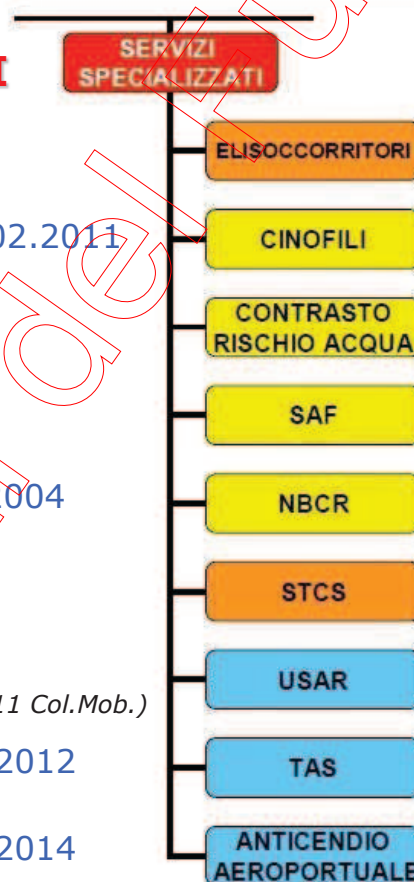 SERVIZI
SPECIALIZZATI
I
ELISOCCORRITORI
02.2011
CINOFILI
CONTRASTO
RISCHIO ACQUA
SAF
2004
NBCR
STCS
11 Col.Mob.)
USAR
2012
TAS
2014
ANTICENDIO
AEROPORTUALE